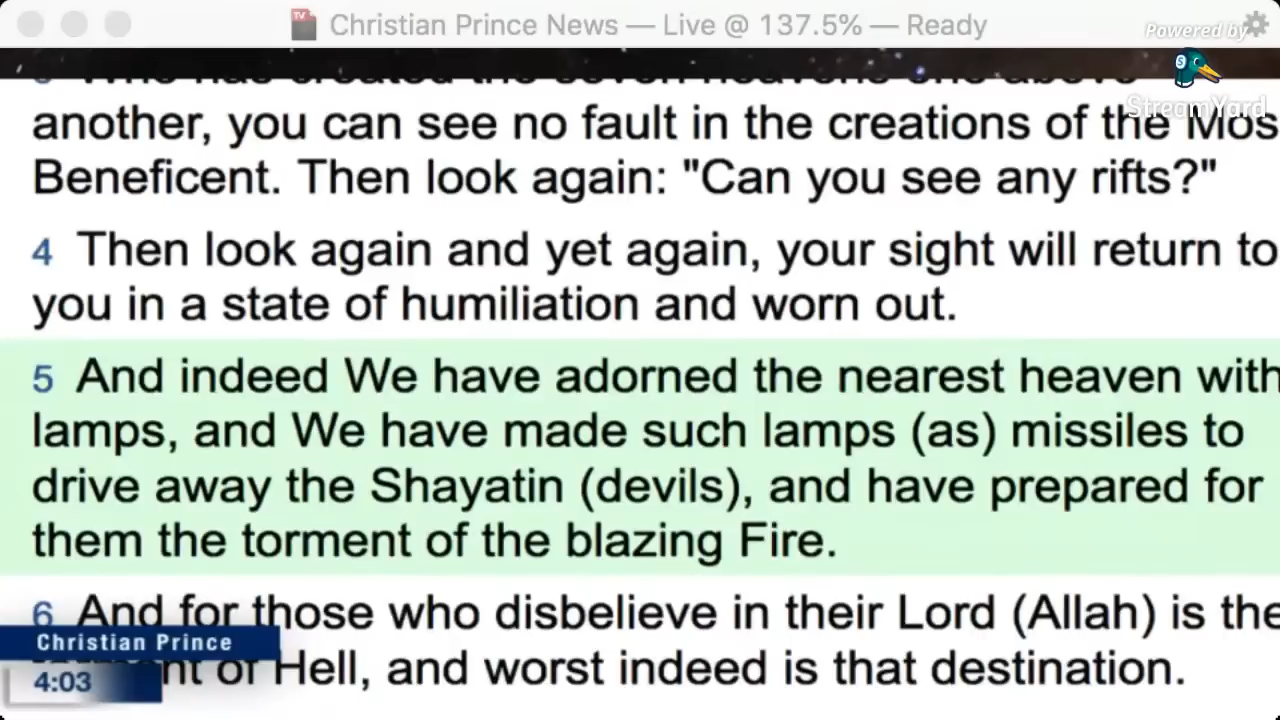 Christian Prince News — Live @ 137.5% — Ready
Powered by
StreamYard
another, you can see no fault in the creations of the Mos
Beneficent. Then look again: "Can you see any rifts?"
4 Then look again and yet again, your sight will return to
you in a state of humiliation and worn out.
5 And indeed We have adorned the nearest heaven with
lamps, and We have made such lamps (as) missiles to
drive away the Shayatin (devils), and have prepared for
them the torment of the blazing Fire.
6 And for those who disbelieve in their Lord (Allah) is the
nt of Hell, and worst indeed is that destination.
Christian Prince
4:03